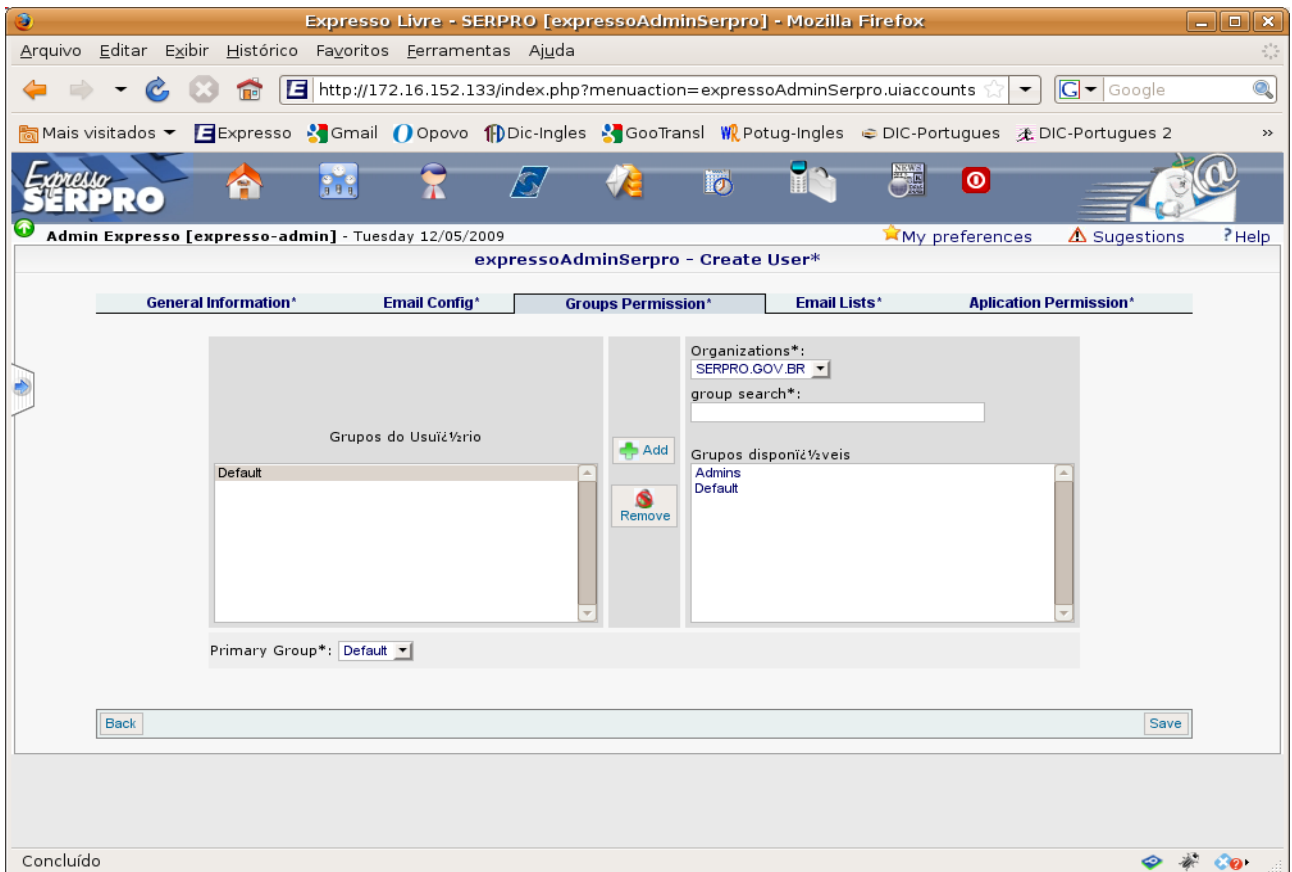 Expresso Livre - SERPRO [expressoAdminSerpro] - Mozilla Firefox
Arquivo Editar Exibir Histórico Favoritos Ferramentas Ajuda
http://172.16.152.133/index.php?menuaction=expressoAdminSerpro.uiaccounts
Google
Mais visitados Expresso Gmail Opovo Dic-Ingles GooTransl Potug-Ingles DIC-Portugues DIC-Portugues 2 »
Expresso
SERPRO
NEWS
@
Admin Expresso [expresso-admin] - Tuesday 12/05/2009
My preferences Sugestions ? Help
expressoAdminSerpro - Create User*
General Information* Email Config* Groups Permission* Email Lists* Aplication Permission*
Organizations*:
SERPRO.GOV.BR
group search*:
Grupos do Usuï¿½rio
Add
Grupos disponï¿½veis
Default
Admins
Default
Remove
Primary Group*: Default
Back
Save
Concluído